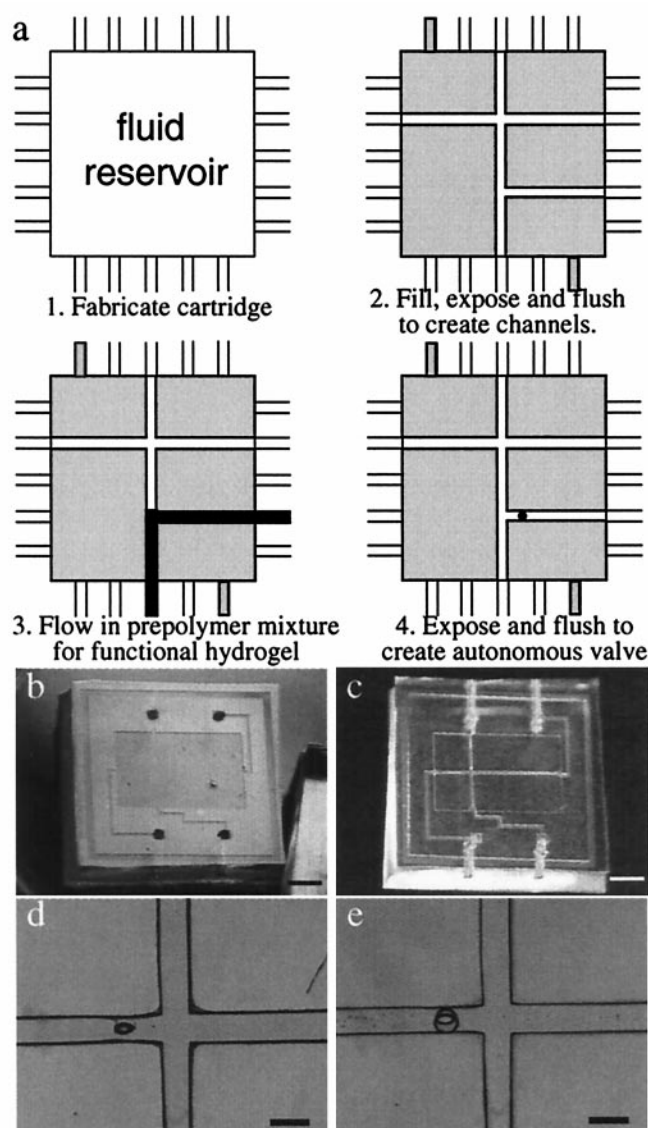 a
fluid
reservoir
1. Fabricate cartridge
2. Fill, expose and flush
to create channels.
3. Flow in prepolymer mixture
for functional hydrogel
4. Expose and flush to
create autonomous valve
b
c
d
e